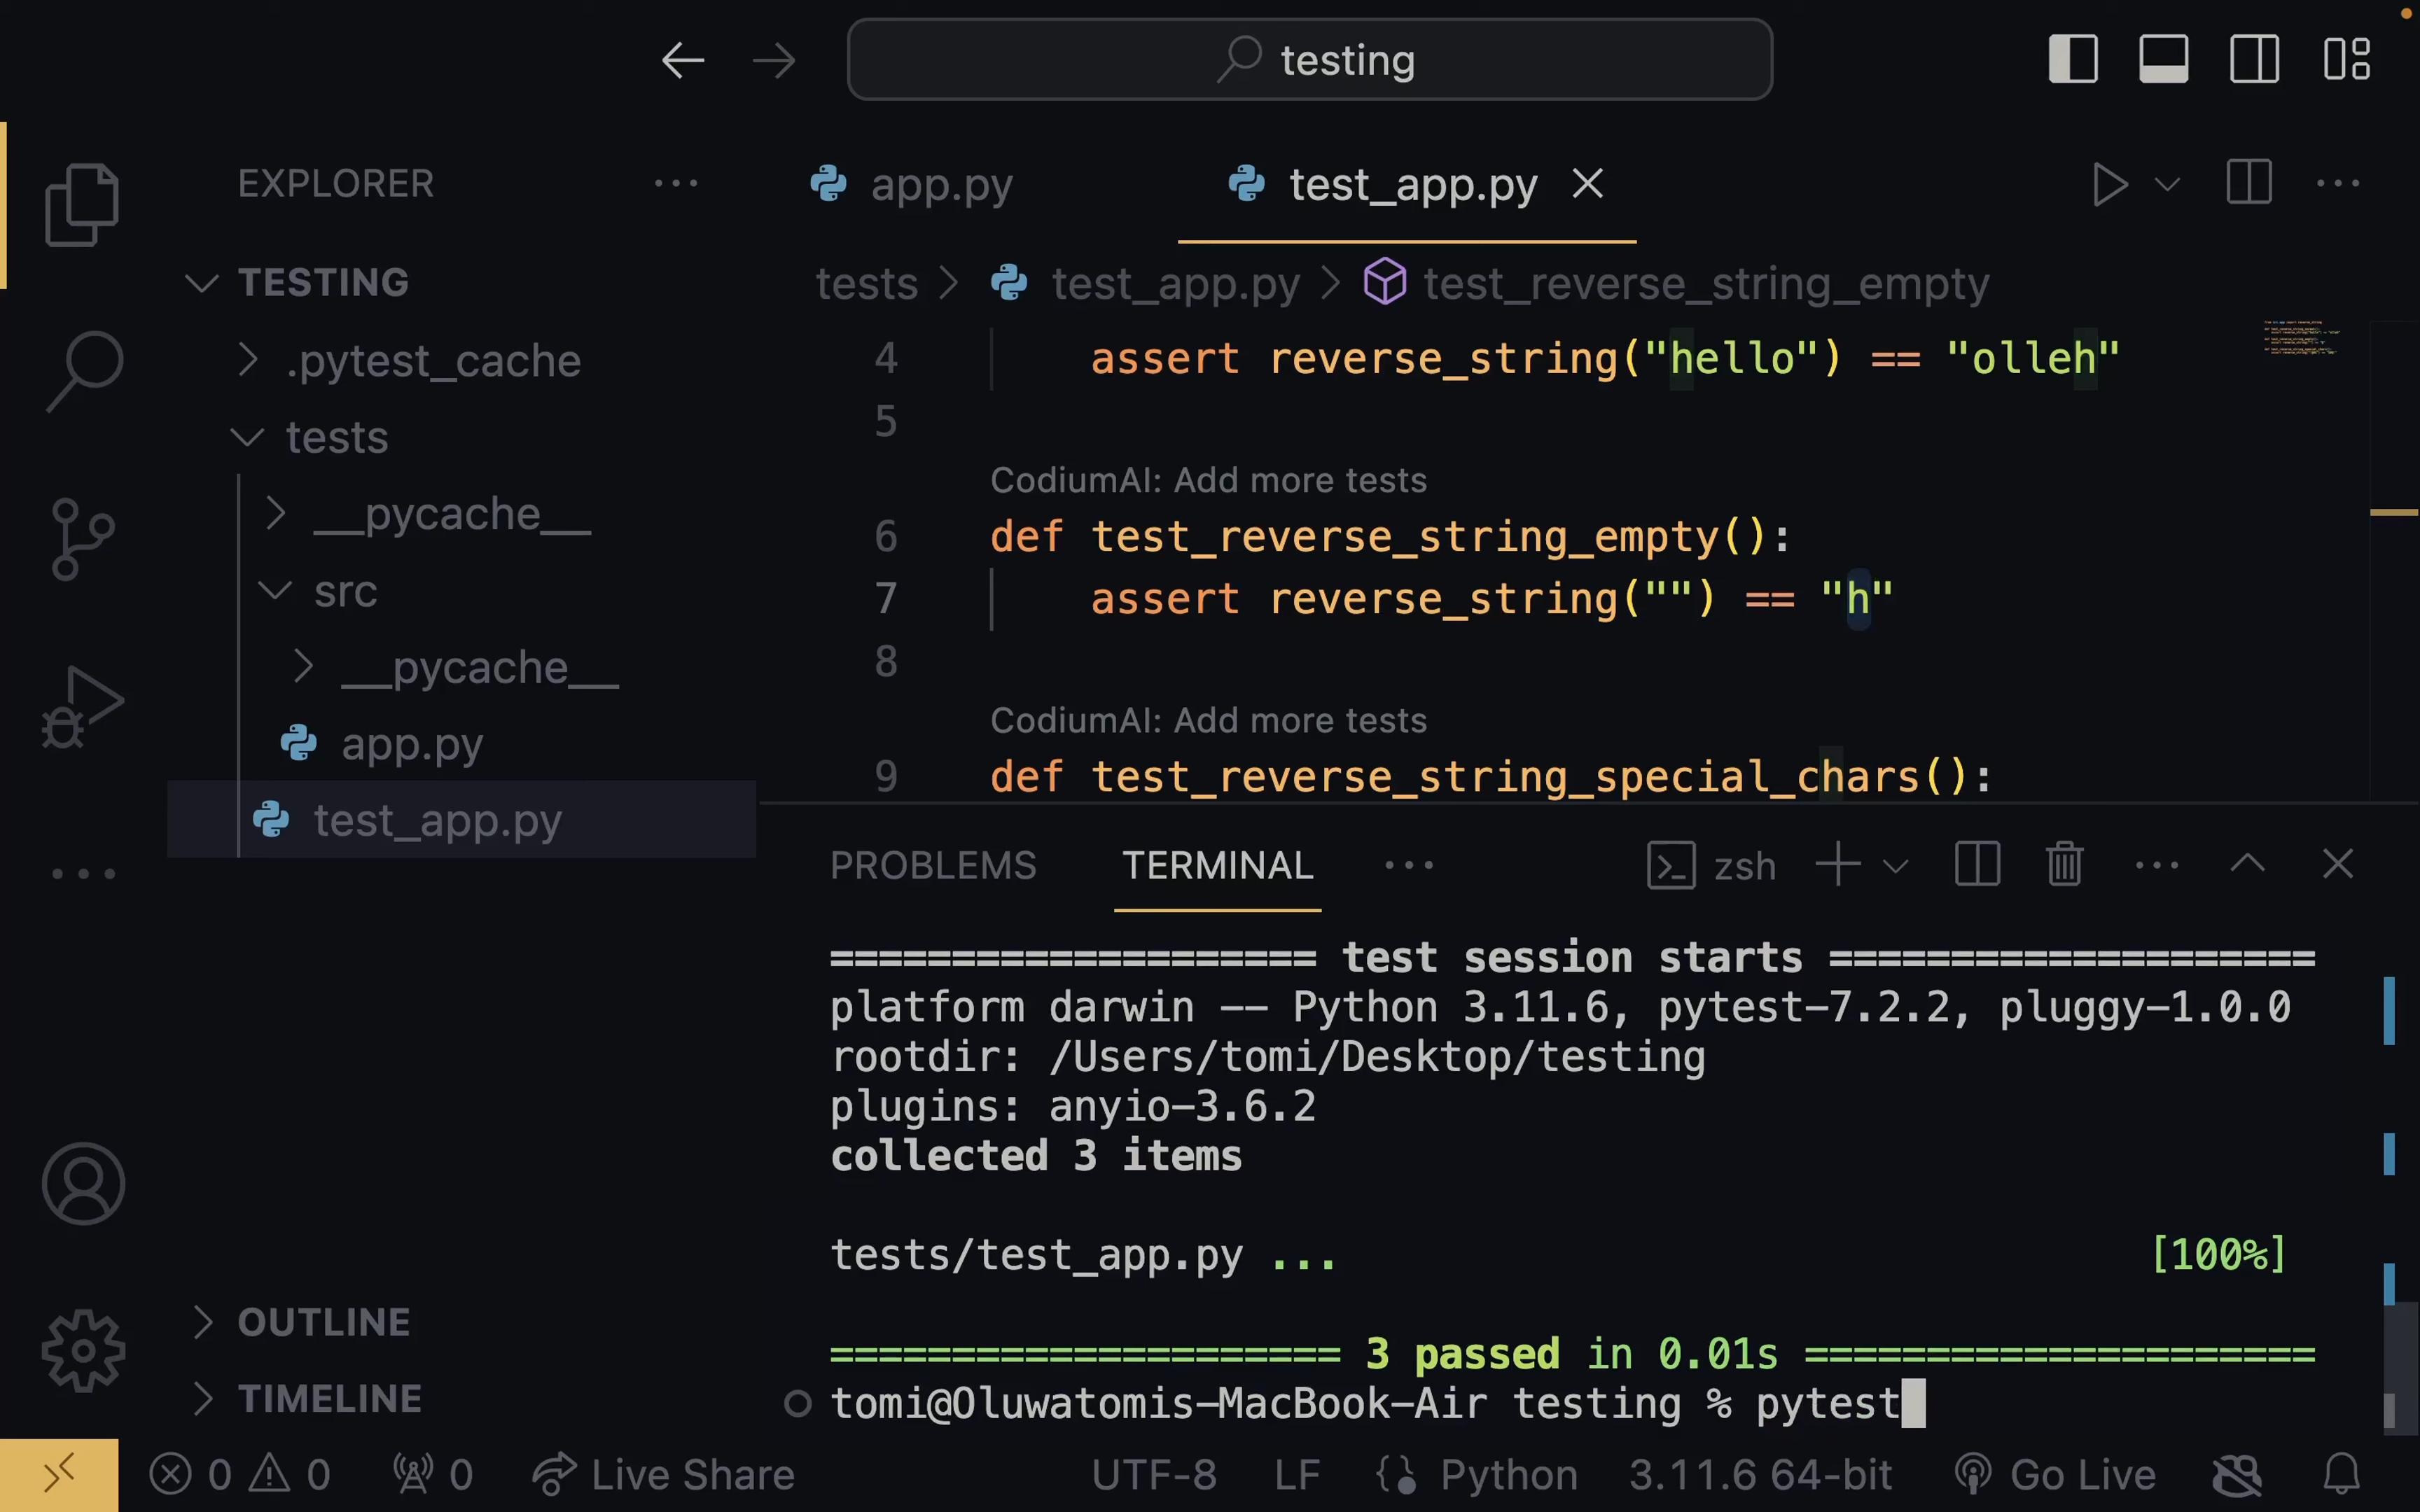 testing
EXPLORER
TESTING
.pytest_cache
tests
__pycache__
src
__pycache__
app.py
test_app.py
OUTLINE
TIMELINE
app.py
test_app.py
tests > test_app.py > test_reverse_string_empty
4 assert reverse_string("hello") == "olleh"
5
CodiumAI: Add more tests
6 def test_reverse_string_empty():
7 assert reverse_string("") == "h"
8
CodiumAI: Add more tests
9 def test_reverse_string_special_chars():
PROBLEMS TERMINAL zsh
==================== test session starts ====================
platform darwin -- Python 3.11.6, pytest-7.2.2, pluggy-1.0.0
rootdir: /Users/tomi/Desktop/testing
plugins: anyio-3.6.2
collected 3 items
tests/test_app.py ... [100%]
===================== 3 passed in 0.01s =====================
tomi@Oluwatomis-MacBook-Air testing % pytest
0 0 0 Live Share UTF-8 LF Python 3.11.6 64-bit Go Live